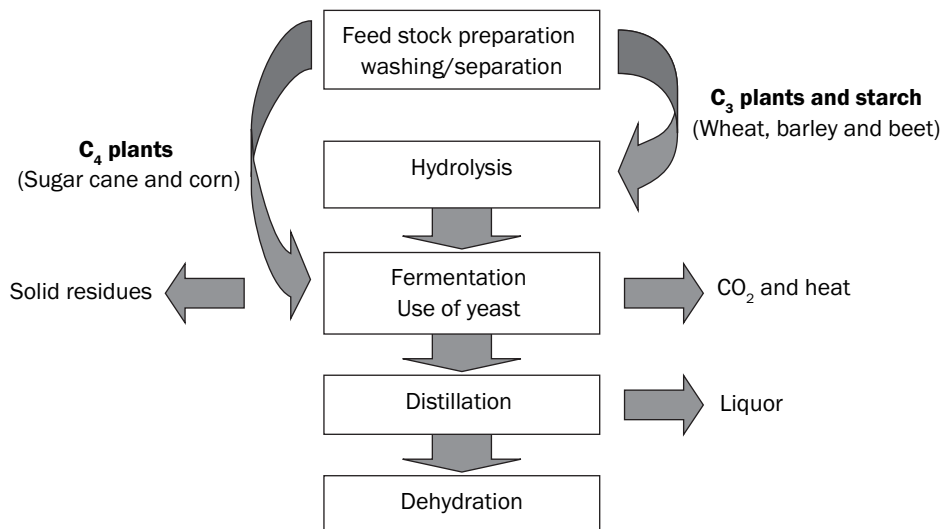 Feed stock preparation
washing/separation
C₃ plants and starch
(Wheat, barley and beet)
C₄ plants
(Sugar cane and corn)
Hydrolysis
Solid residues
Fermentation
Use of yeast
CO₂ and heat
Distillation
Liquor
Dehydration